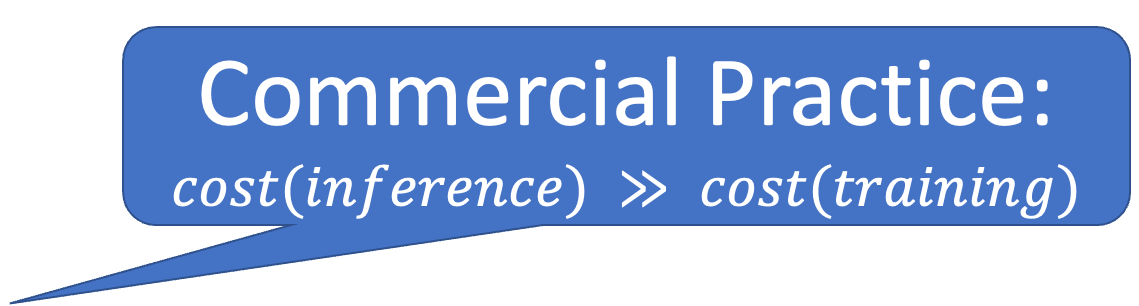 Commercial Practice:
cost(inference) ≫ cost(training)